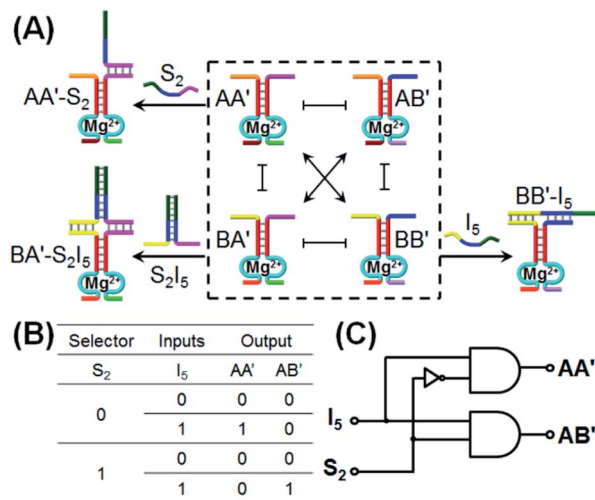 (A)
S2
AA'-S2
Mg2+
AA'
Mg2+
AB'
Mg2+
BA'-S2I5
Mg2+
S2I5
BA'
Mg2+
BB'
Mg2+
I5
BB'-I5
Mg2+
(B)
Selector Inputs Output
S2 I5 AA' AB'
0 0 0 0
1 1 0
1 0 0 0
1 0 1
(C)
I5
S2
AA'
AB'